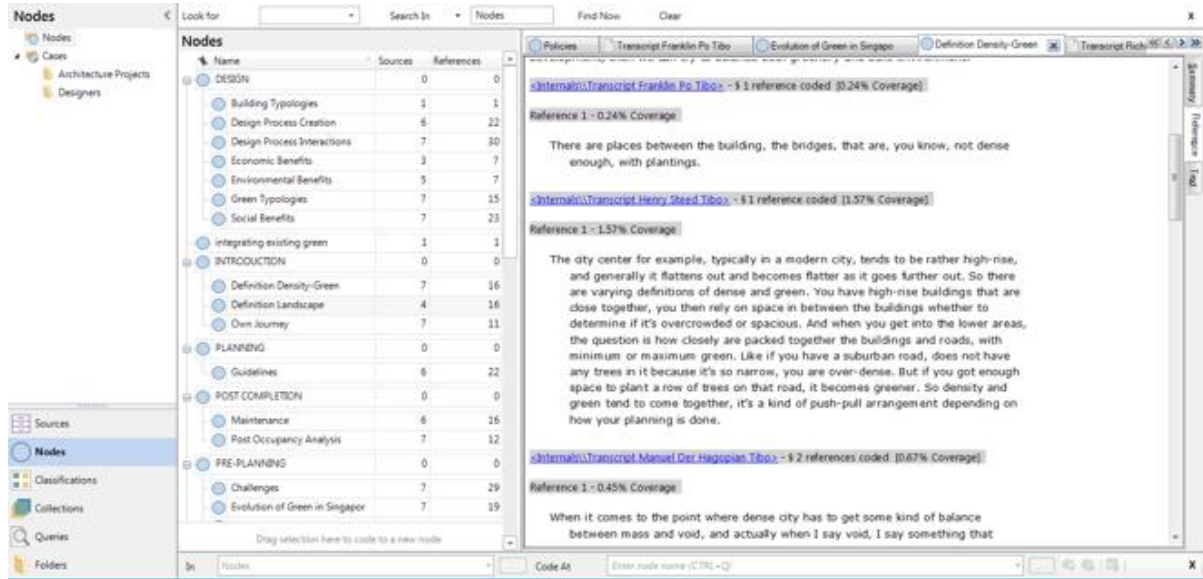 Nodes
Look for
Search In
Nodes
Find Now
Clear
x
Nodes
Cases
Architecture Projects
Designers
Sources
Nodes
Classifications
Collections
Queries
Folders
Nodes
Name Sources References
DESIGN 0 0
Building Typologies 1 1
Design Process Creation 6 22
Design Process Interactions 7 30
Economic Benefits 3 7
Environmental Benefits 5 7
Green Typologies 7 15
Social Benefits 7 23
integrating existing green 1 1
INTRODUCTION 0 0
Definition Density-Green 7 16
Definition Landscape 4 16
Own Journey 7 11
PLANNING 0 0
Guidelines 6 22
POST COMPLETION 0 0
Maintenance 6 16
Post Occupancy Analysis 7 12
PRE-PLANNING 0 0
Challenges 7 29
Evolution of Green in Singapor 7 19
Drag selection here to code to a new node
Policies
Transcript Franklin Po Tibo
Evolution of Green in Singapo
Definition Density-Green
Transcript Rich
<Internals\\Transcript Franklin Po Tibo> - § 1 reference coded [0.24% Coverage]
Reference 1 - 0.24% Coverage
There are places between the building, the bridges, that are, you know, not dense
enough, with plantings.
<Internals\\Transcript Henry Steed Tibo> - § 1 reference coded [1.57% Coverage]
Reference 1 - 1.57% Coverage
The city center for example, typically in a modern city, tends to be rather high-rise,
and generally it flattens out and becomes flatter as it goes further out. So there
are varying definitions of dense and green. You have high-rise buildings that are
close together, you then rely on space in between the buildings whether to
determine if it's overcrowded or spacious. And when you get into the lower areas,
the question is how closely are packed together the buildings and roads, with
minimum or maximum green. Like if you have a suburban road, does not have
any trees in it because it's so narrow, you are over-dense. But if you got enough
space to plant a row of trees on that road, it becomes greener. So density and
green tend to come together, it's a kind of push-pull arrangement depending on
how your planning is done.
<Internals\\Transcript Manuel Der Hagopian Tibo> - § 2 references coded [0.67% Coverage]
Reference 1 - 0.45% Coverage
When it comes to the point where dense city has to get some kind of balance
between mass and void, and actually when I say void, I say something that
Summary
Reference
Text
In
Nodes
Code At
Enter node name (CTRL+Q)
x